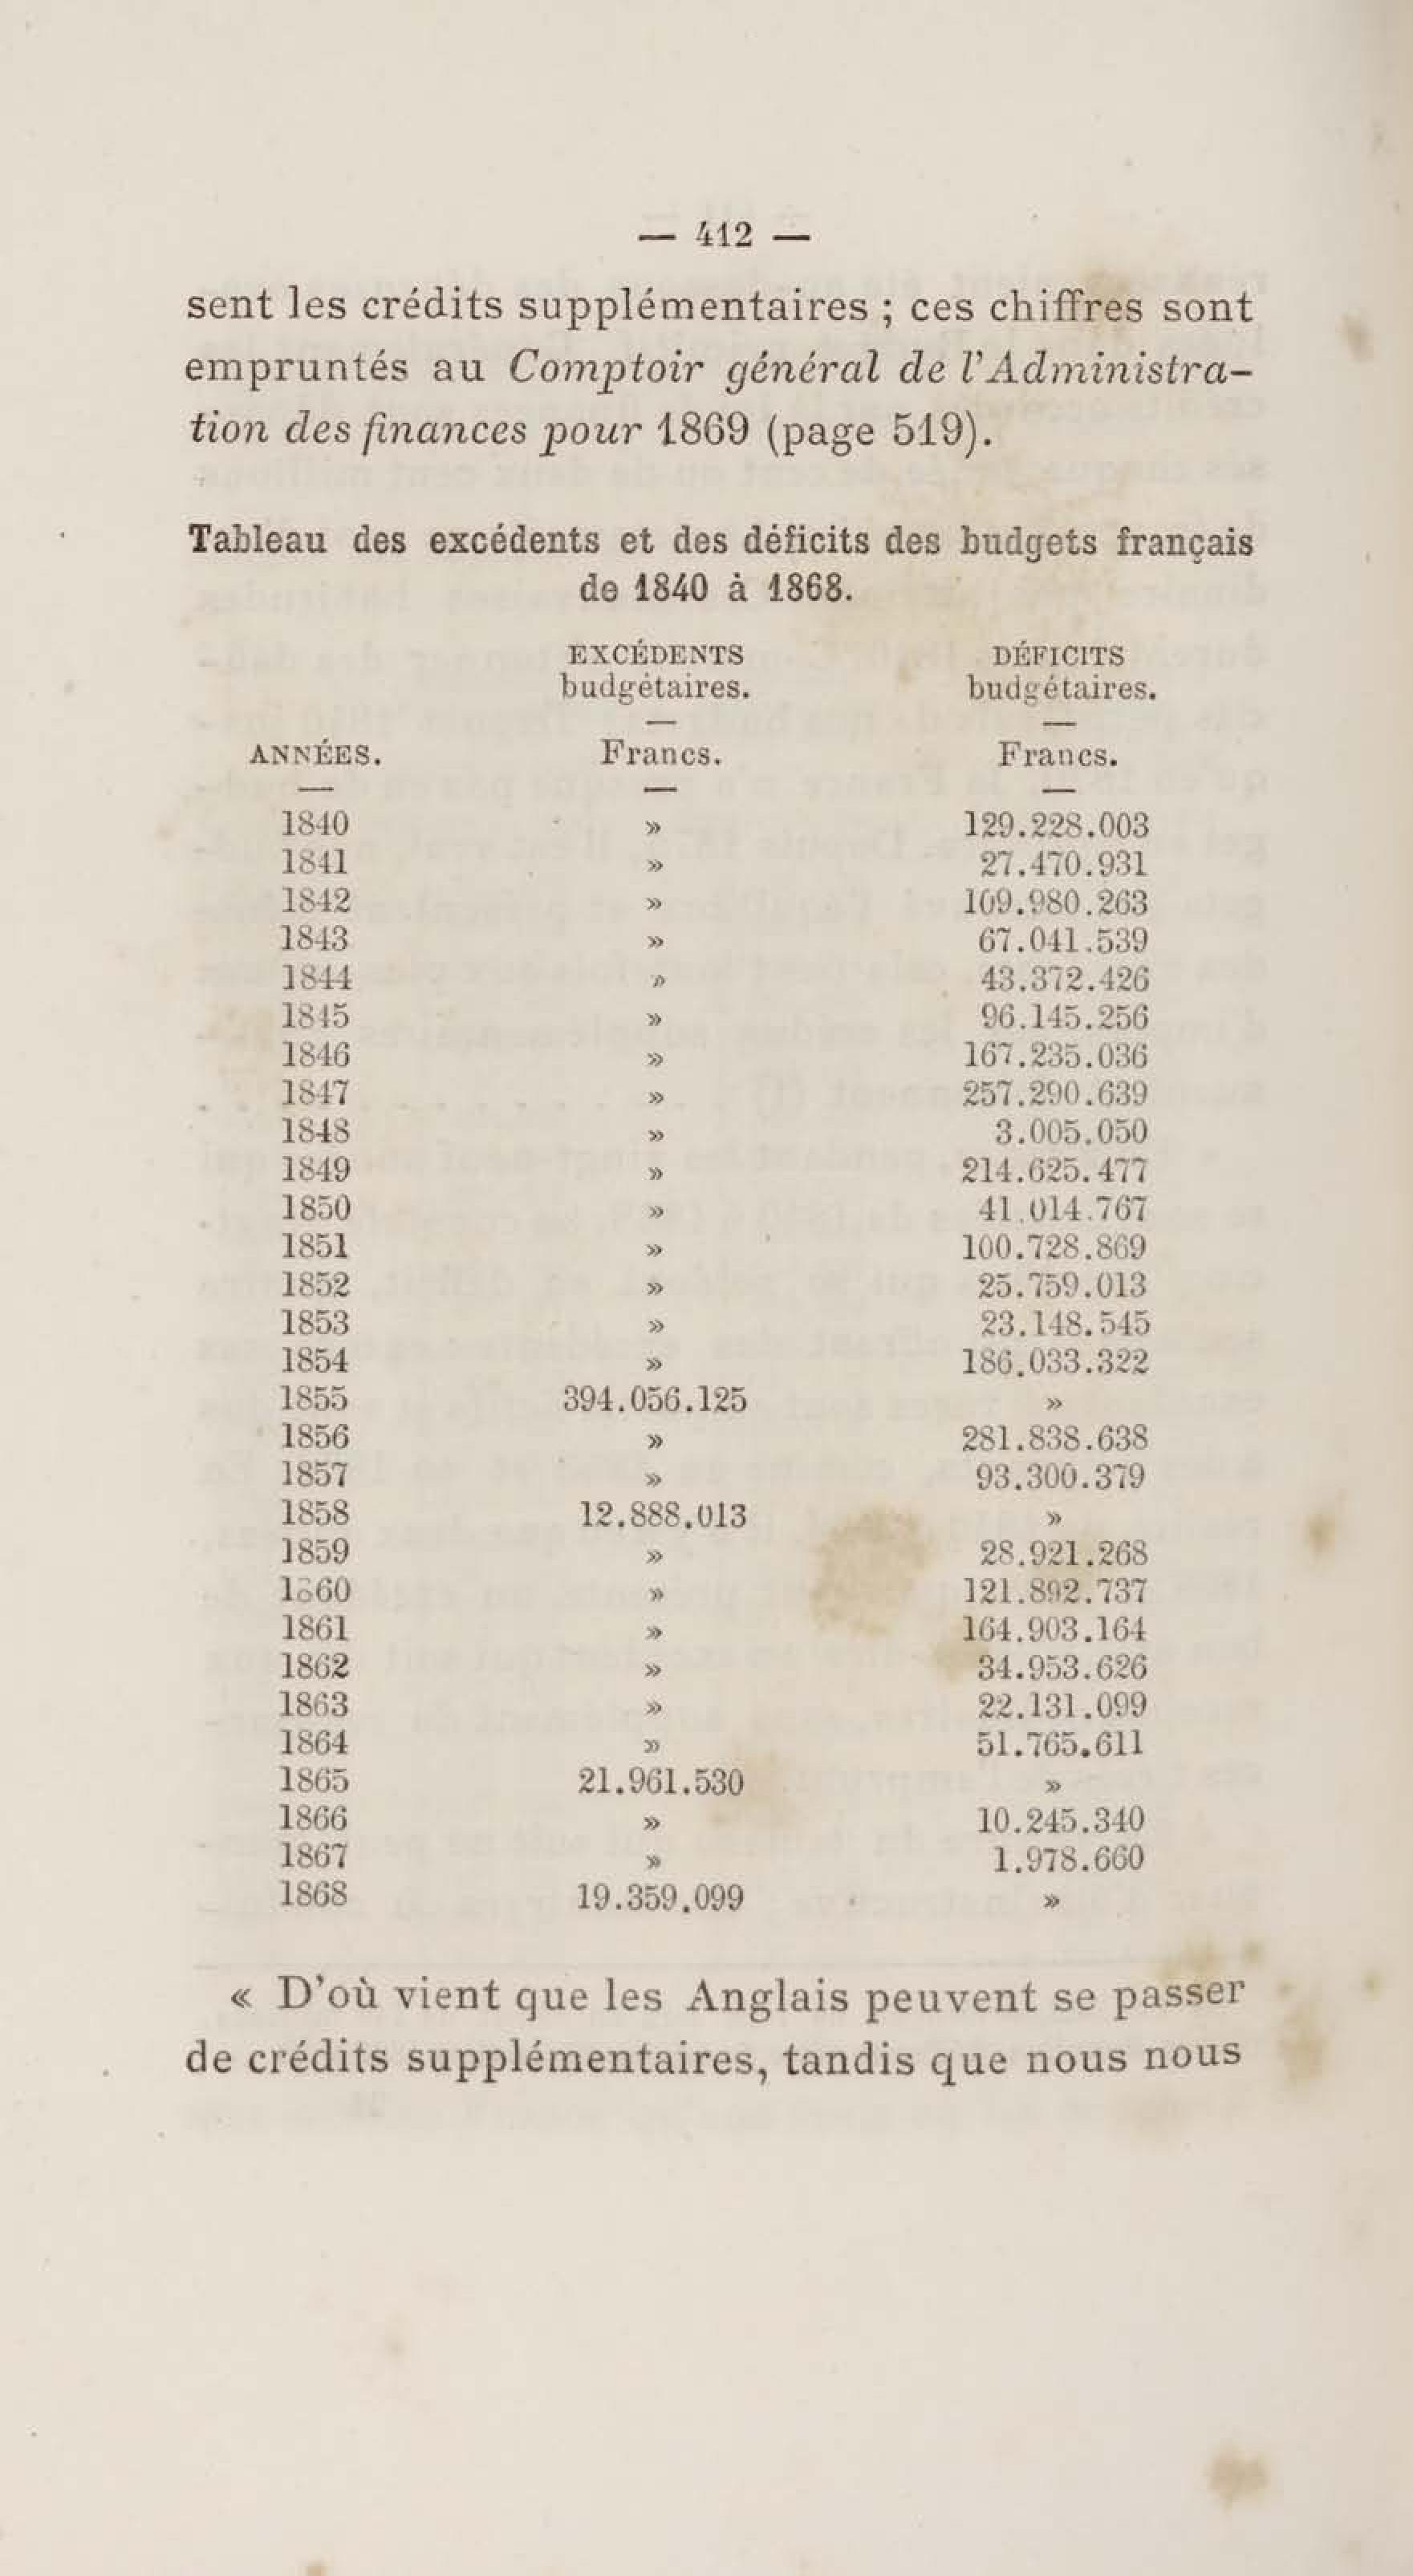 — 412 —
sent les crédits supplémentaires ; ces chiffres sont
empruntés au Comptoir général de l'Administra-
tion des finances pour 1869 (page 519).
Tableau des excédents et des déficits des budgets français
de 1840 à 1868.
EXCÉDENTS DÉFICITS
budgétaires. budgétaires.
— —
ANNÉES. Francs. Francs.
— — —
1840 » 129.228.003
1841 » 27.470.931
1842 » 109.980.263
1843 » 67.041.539
1844 » 43.372.426
1845 » 96.145.256
1846 » 167.235.036
1847 » 257.290.639
1848 » 3.005.050
1849 » 214.625.477
1850 » 41.014.767
1851 » 100.728.869
1852 » 25.759.013
1853 » 23.148.545
1854 » 186.033.322
1855 394.056.125 »
1856 » 281.838.638
1857 » 93.300.379
1858 12.888.013 »
1859 » 28.921.268
1860 » 121.892.737
1861 » 164.903.164
1862 » 34.953.626
1863 » 22.131.099
1864 » 51.765.611
1865 21.961.530 »
1866 » 10.245.340
1867 » 1.978.660
1868 19.359.099 »
« D'où vient que les Anglais peuvent se passer
de crédits supplémentaires, tandis que nous nous